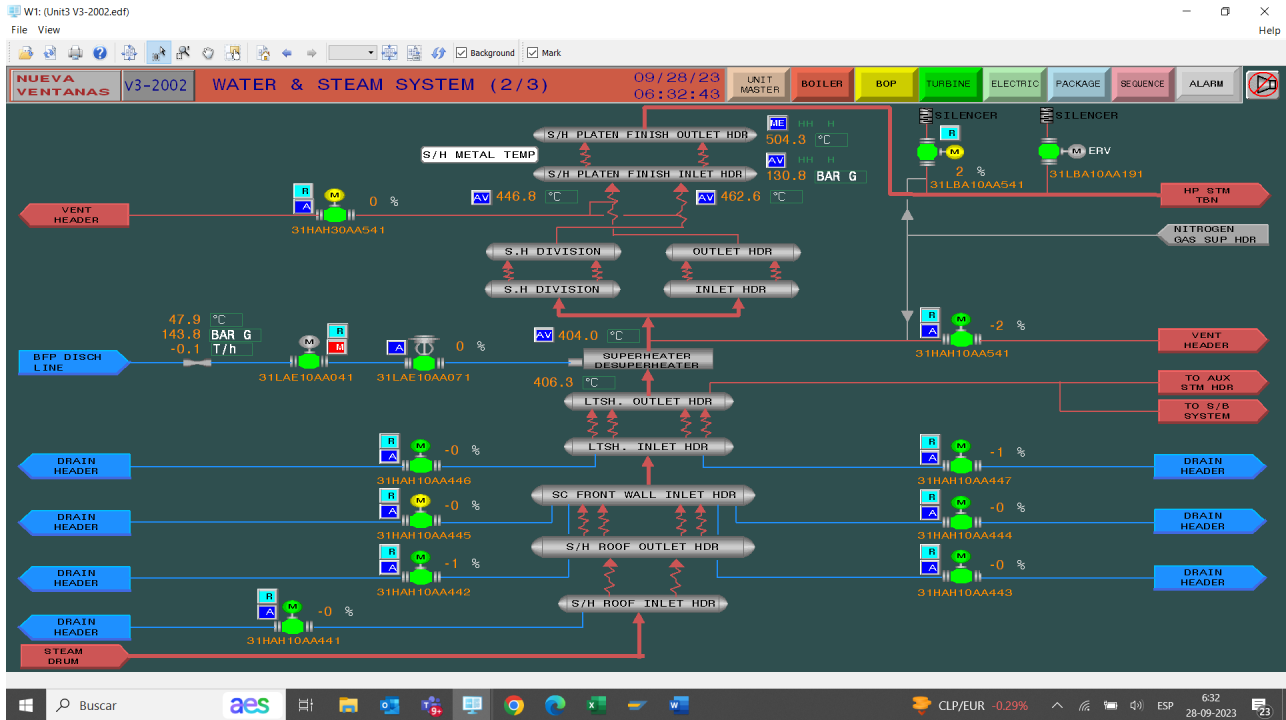 W1: (Unit3 V3-2002.edf)
File View Help
Background Mark
NUEVA VENTANAS
V3-2002
WATER & STEAM SYSTEM (2/3)
09/28/23
06:32:43
UNIT MASTER
BOILER
BOP
TURBINE
ELECTRIC
PACKAGE
SEQUENCE
ALARM
S/H PLATEN FINISH OUTLET HDR
ME HH H
504.3 °C
SILENCER
SILENCER
R
M
M ERV
S/H METAL TEMP
S/H PLATEN FINISH INLET HDR
AV HH H
130.8 BAR G
2 %
31LBA10AA541
31LBA10AA191
HP STM TBN
AV 446.8 °C
AV 462.6 °C
VENT HEADER
R
A
M
0 %
31HAH30AA541
NITROGEN GAS SUP HDR
S.H DIVISION
OUTLET HDR
S.H DIVISION
INLET HDR
47.9 °C
143.8 BAR G
-0.1 T/h
BFP DISCH LINE
M
R
M
31LAE10AA041
A
0 %
31LAE10AA071
AV 404.0 °C
SUPERHEATER DESUPERHEATER
406.3 °C
R
A
M
-2 %
31HAH10AA541
VENT HEADER
TO AUX STM HDR
TO S/B SYSTEM
LTSH. OUTLET HDR
LTSH. INLET HDR
DRAIN HEADER
R
A
M
-0 %
31HAH10AA446
R
A
M
-1 %
31HAH10AA447
DRAIN HEADER
SC FRONT WALL INLET HDR
DRAIN HEADER
R
A
M
-0 %
31HAH10AA445
R
A
M
-0 %
31HAH10AA444
DRAIN HEADER
S/H ROOF OUTLET HDR
DRAIN HEADER
R
A
M
-1 %
31HAH10AA442
R
A
M
-0 %
31HAH10AA443
DRAIN HEADER
S/H ROOF INLET HDR
DRAIN HEADER
R
A
M
-0 %
31HAH10AA441
STEAM DRUM
Buscar
aes
9+
CLP/EUR -0.29%
ESP
6:32
28-09-2023
23